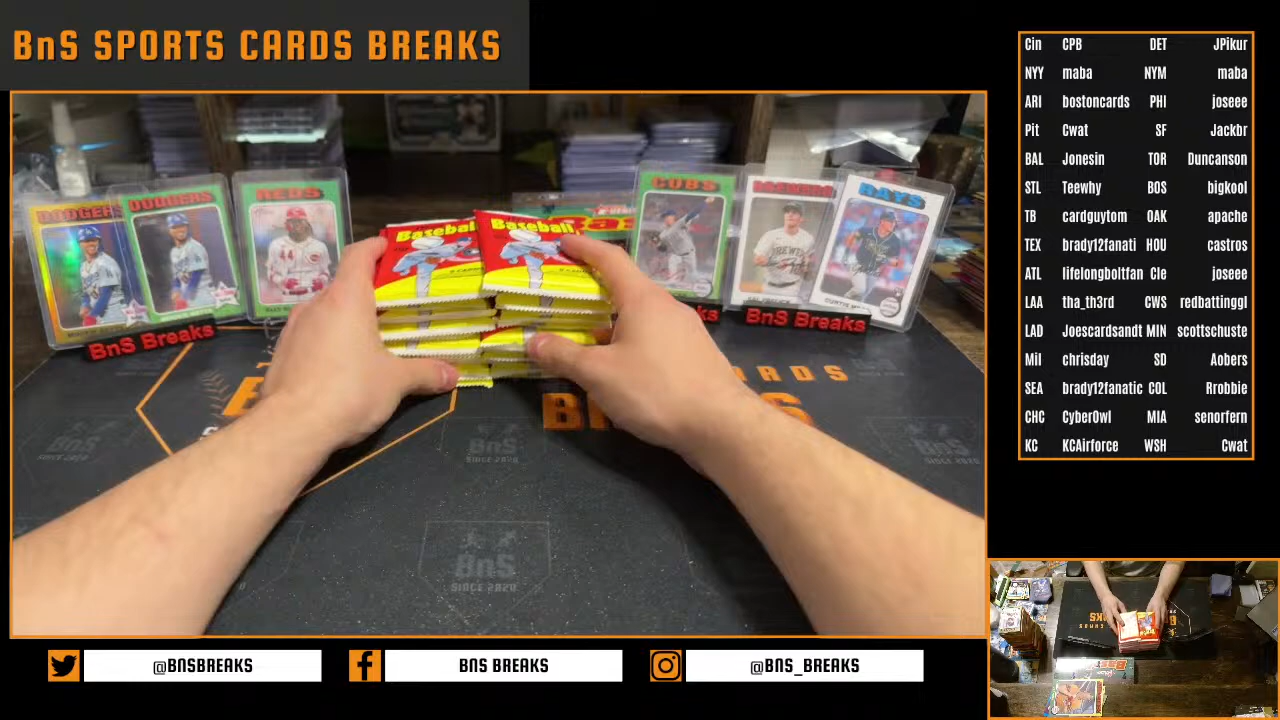 BnS SPORTS CARDS BREAKS
Cin CPB DET JPikur
NYY maba NYM maba
ARI bostoncards PHI joseee
Pit Cwat SF Jackbr
BAL Jonesin TOR Duncanson
STL Teewhy BOS bigkool
TB cardguytom OAK apache
TEX brady12fanati HOU castros
ATL lifelongboltfan Cle joseee
LAA tha_th3rd CWS redbattinggl
LAD Joescardsandt MIN scottschuste
Mil chrisday SD Aobers
SEA brady12fanatic COL Rrobbie
CHC CyberOwl MIA senorfern
KC KCAirforce WSH Cwat
DODGERS
DODGERS
REDS
44
Baseball
Baseball
CUBS
BREWERS
RAYS
BnS Breaks
BnS Breaks
BnS
SINCE 2020
@BNSBREAKS
BNS BREAKS
@BNS_BREAKS